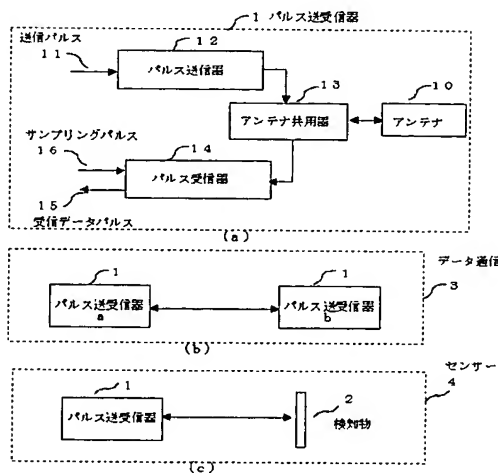 1 パルス送受信器
送信パルス
11
12
パルス送信器
13
アンテナ共用器
10
アンテナ
サンプリングパルス
16
14
パルス受信器
15
受信データパルス
(a)
データ通信
3
1
パルス送受信器
a
1
パルス送受信器
b
(b)
センサー
4
1
パルス送受信器
2
検知物
(c)